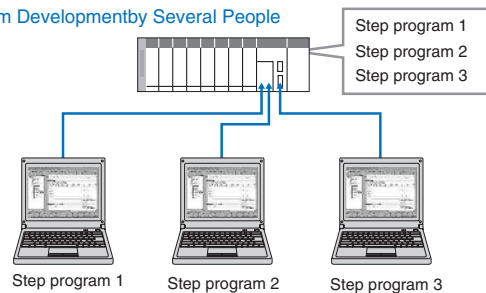 m Developmentby Several People
Step program 1
Step program 2
Step program 3
Step program 1
Step program 2
Step program 3